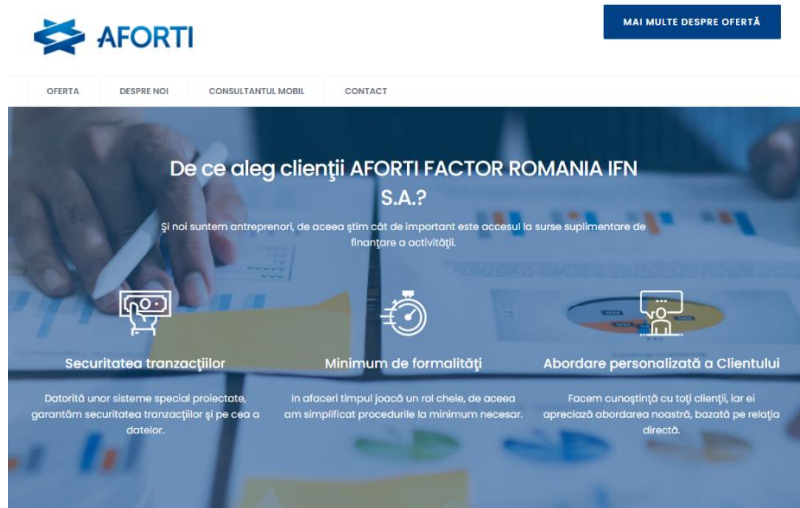 AFORTI
MAI MULTE DESPRE OFERTĂ
OFERTA
DESPRE NOI
CONSULTANTUL MOBIL
CONTACT
De ce aleg clienţii AFORTI FACTOR ROMANIA IFN
S.A.?
Şi noi suntem antreprenori, de aceea ştim cât de important este accesul la surse suplimentare de
finanţare a activităţii.
Securitatea tranzacţiilor
Datorită unor sisteme special proiectate,
garantăm securitatea tranzacţiilor şi pe cea a
datelor.
Minimum de formalităţi
In afaceri timpul joacă un rol cheie, de aceea
am simplificat procedurile la minimum necesar.
Abordare personalizată a Clientului
Facem cunoştinţă cu toţi clienţii, iar ei
apreciază abordarea noastră, bazată pe relaţia
directă.